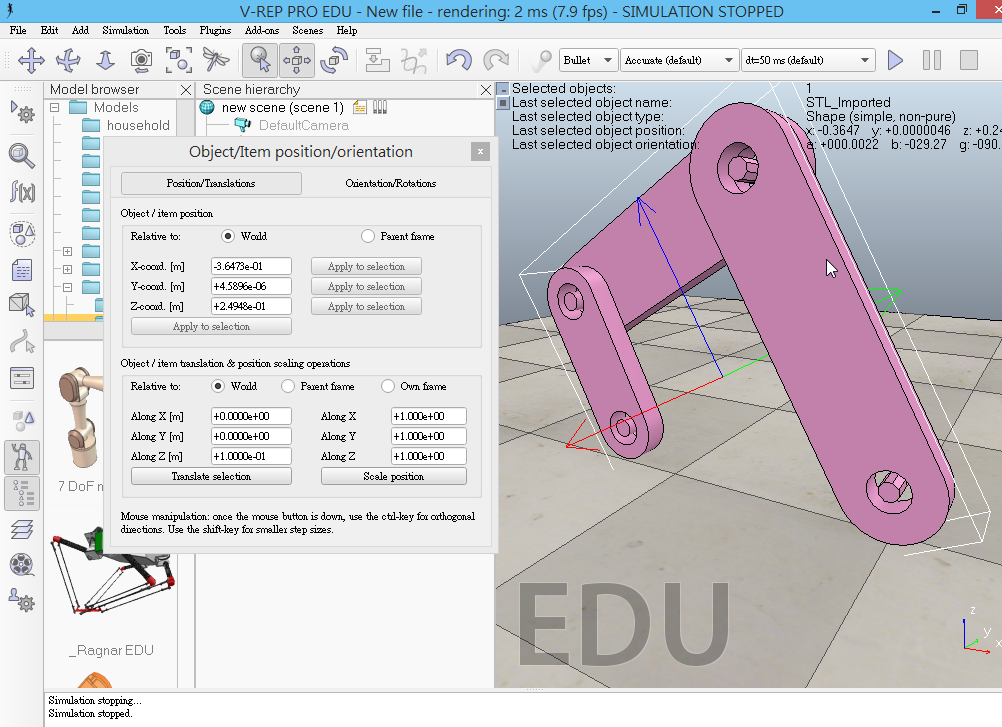 V-REP PRO EDU - New file - rendering: 2 ms (7.9 fps) - SIMULATION STOPPED
File Edit Add Simulation Tools Plugins Add-ons Scenes Help
Bullet Accurate (default) dt=50 ms (default)
Model browser
Models
household
Scene hierarchy
new scene (scene 1)
DefaultCamera
Selected objects: 1
Last selected object name: STL_Imported
Last selected object type: Shape (simple, non-pure)
Last selected object position: x: -0.3647 y: +0.0000046 z: +0.24
Last selected object orientation: a: +000.0022 b: -029.27 g: -090.
Object/Item position/orientation
Position/Translations Orientation/Rotations
Object / item position
Relative to: World Parent frame
X-coord. [m] -3.6473e-01 Apply to selection
Y-coord. [m] +4.5896e-06 Apply to selection
Z-coord. [m] +2.4948e-01 Apply to selection
Apply to selection
Object / item translation & position scaling operations
Relative to: World Parent frame Own frame
Along X [m] +0.0000e+00 Along X +1.000e+00
Along Y [m] +0.0000e+00 Along Y +1.000e+00
Along Z [m] +1.0000e-01 Along Z +1.000e+00
Translate selection Scale position
Mouse manipulation: once the mouse button is down, use the ctrl-key for orthogonal
directions. Use the shift-key for smaller step sizes.
7 DoF
_Ragnar EDU
EDU
z
y
x
Simulation stopping...
Simulation stopped.